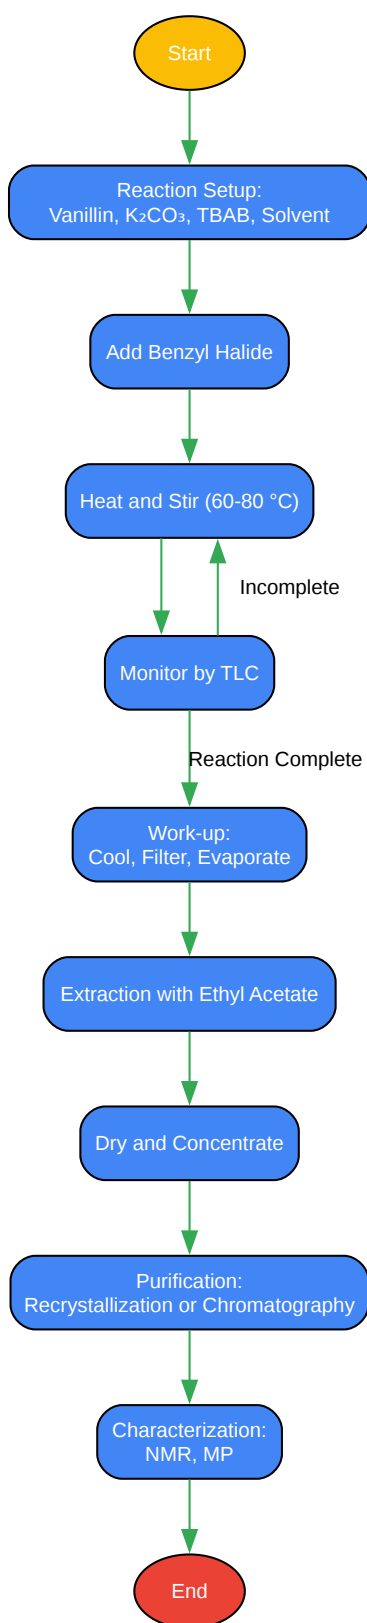 Start
Reaction Setup:
Vanillin, K₂CO₃, TBAB, Solvent
Add Benzyl Halide
Heat and Stir (60-80 °C)
Incomplete
Monitor by TLC
Reaction Complete
Work-up:
Cool, Filter, Evaporate
Extraction with Ethyl Acetate
Dry and Concentrate
Purification:
Recrystallization or Chromatography
Characterization:
NMR, MP
End